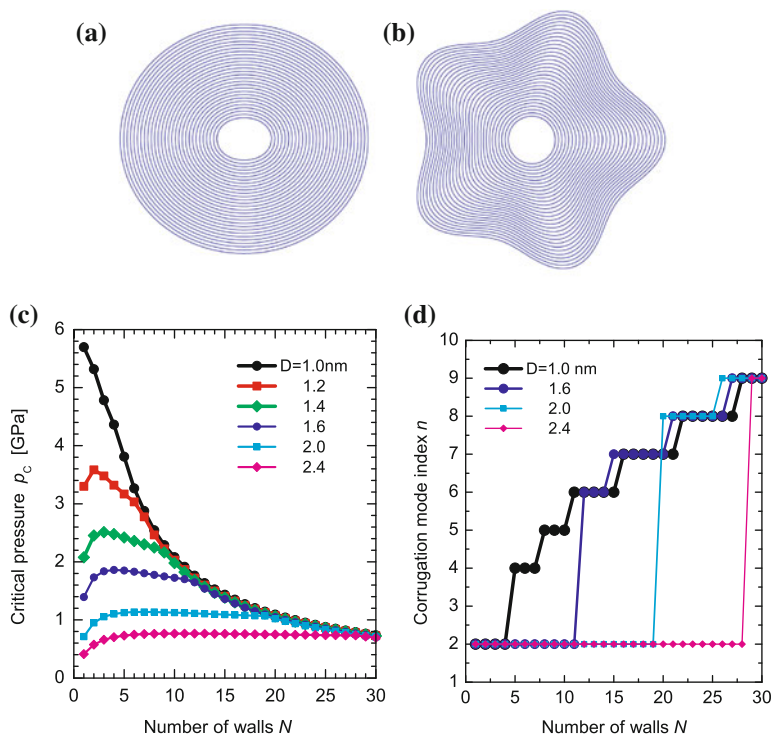 (a)
(b)
(c)
Critical pressure pc [GPa]
6
5
4
3
2
1
0
0 5 10 15 20 25 30
Number of walls N
D=1.0nm
1.2
1.4
1.6
2.0
2.4
(d)
Corrugation mode index n
10
9
8
7
6
5
4
3
2
1
5 10 15 20 25 30
Number of walls N
D=1.0 nm
1.6
2.0
2.4